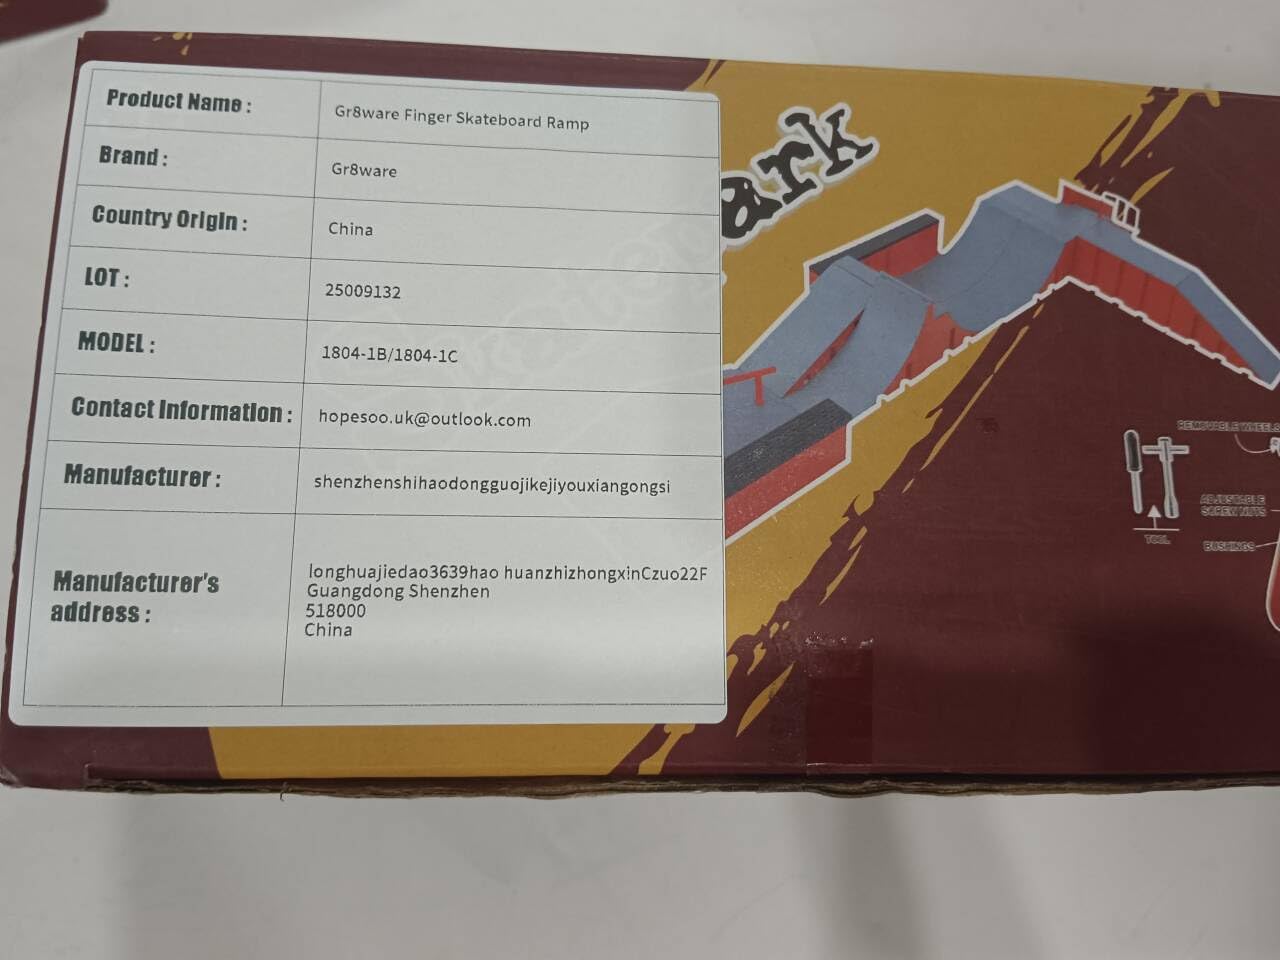 Product Name :
Gr8ware Finger Skateboard Ramp
Brand :
Gr8ware
Country Origin :
China
LOT :
25009132
MODEL :
1804-1B/1804-1C
Contact Information :
hopesoo.uk@outlook.com
Manufacturer :
shenzhenshihaodongguojikejiyouxiangongsi
Manufacturer's
address :
longhuajiedao3639hao huanzhizhongxinCzuo22F
Guangdong Shenzhen
518000
China
ark
REMOVABLE WHEELS
ADJUSTABLE
SCREW NUTS
BUSHINGS
TOOL